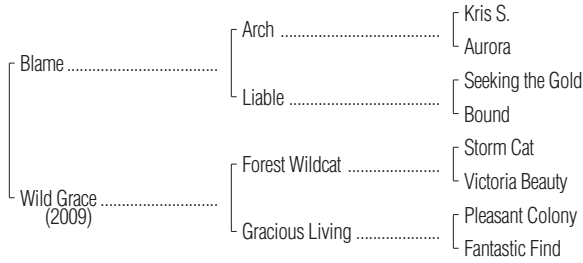 Kris S.
Arch
Aurora
Blame
Seeking the Gold
Liable
Bound
Storm Cat
Forest Wildcat
Victoria Beauty
Wild Grace
(2009)
Pleasant Colony
Gracious Living
Fantastic Find